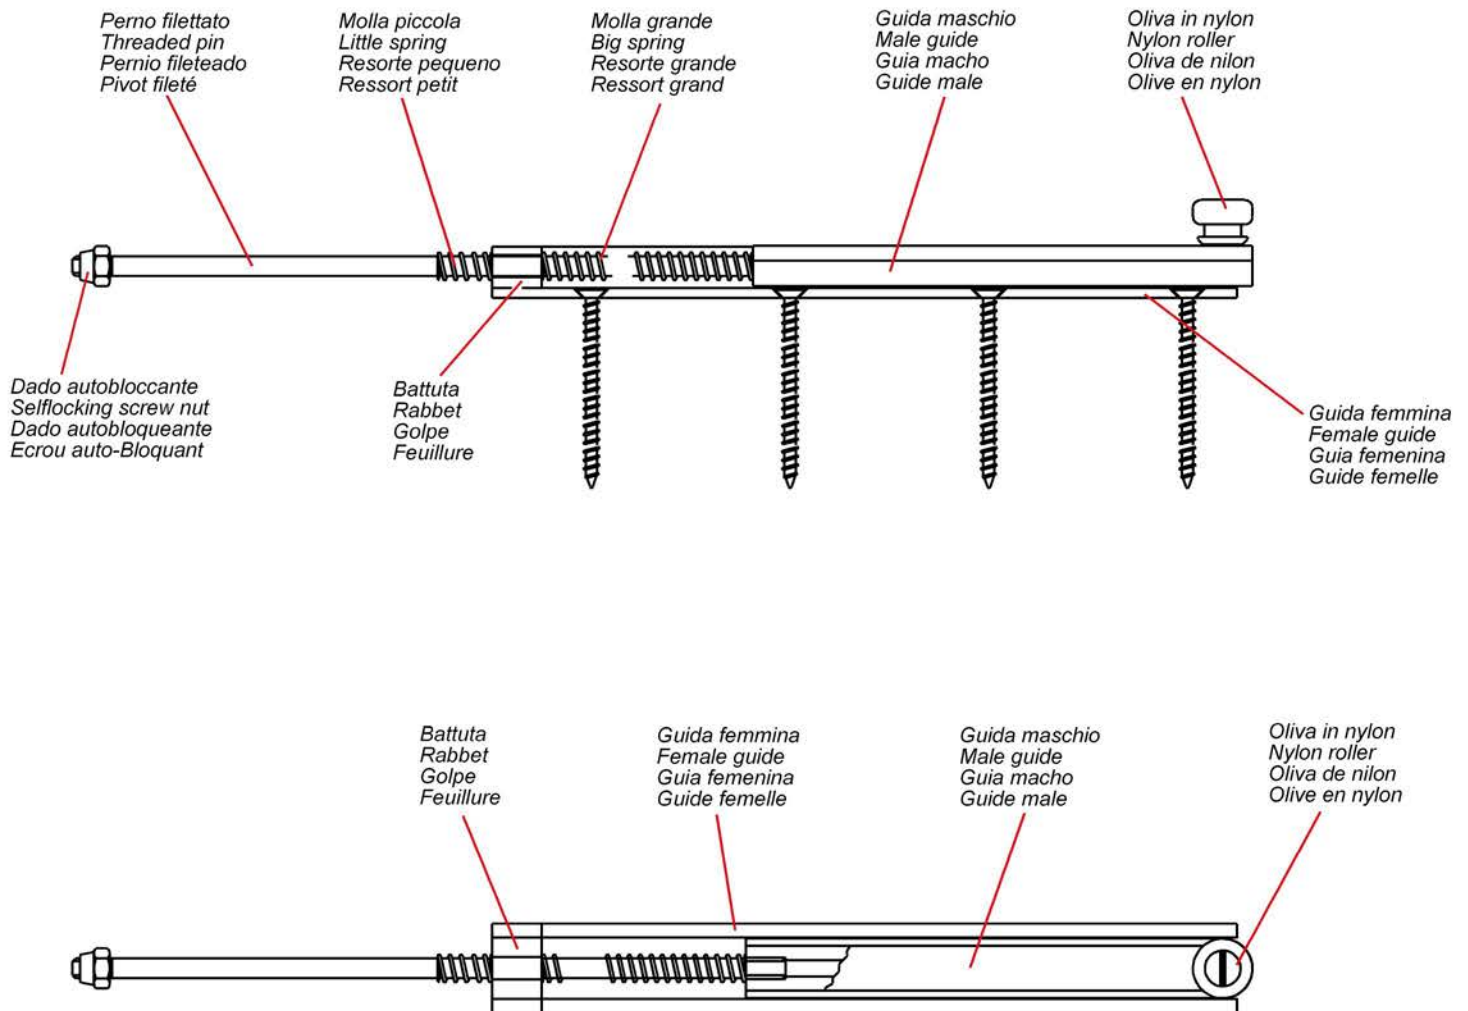 Perno filettato
Threaded pin
Pernio fileteado
Pivot fileté
Molla piccola
Little spring
Resorte pequeno
Ressort petit
Molla grande
Big spring
Resorte grande
Ressort grand
Guida maschio
Male guide
Guia macho
Guide male
Oliva in nylon
Nylon roller
Oliva de nilon
Olive en nylon
Dado autobloccante
Selflocking screw nut
Dado autobloqueante
Ecrou auto-Bloquant
Battuta
Rabbet
Golpe
Feuillure
Guida femmina
Female guide
Guia femenina
Guide femelle
Battuta
Rabbet
Golpe
Feuillure
Guida femmina
Female guide
Guia femenina
Guide femelle
Guida maschio
Male guide
Guia macho
Guide male
Oliva in nylon
Nylon roller
Oliva de nilon
Olive en nylon